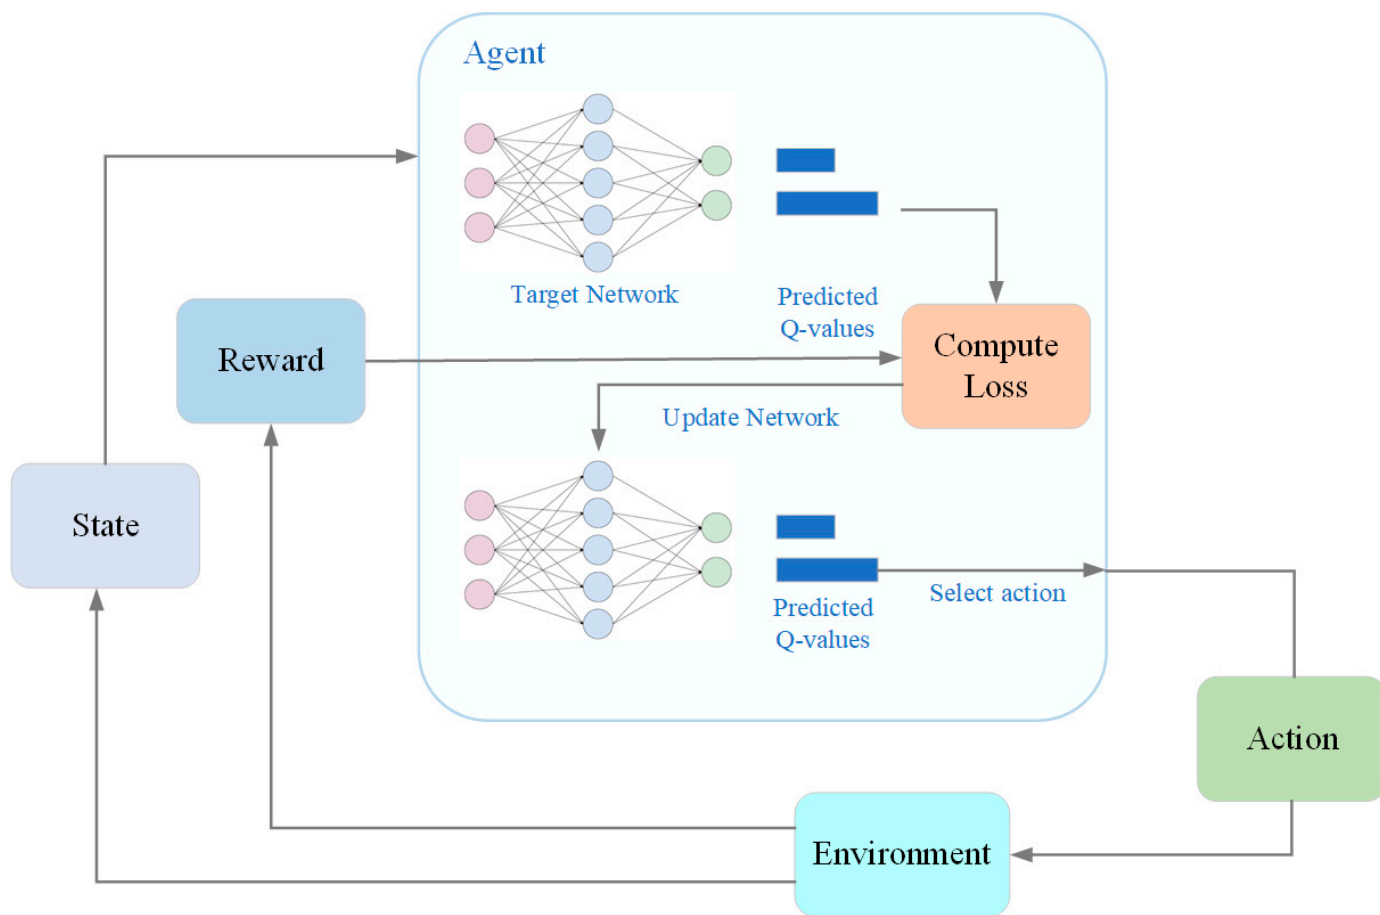 Agent
Target Network
Predicted
Q-values
Reward
Compute
Loss
Update Network
State
Predicted
Q-values
Select action
Action
Environment